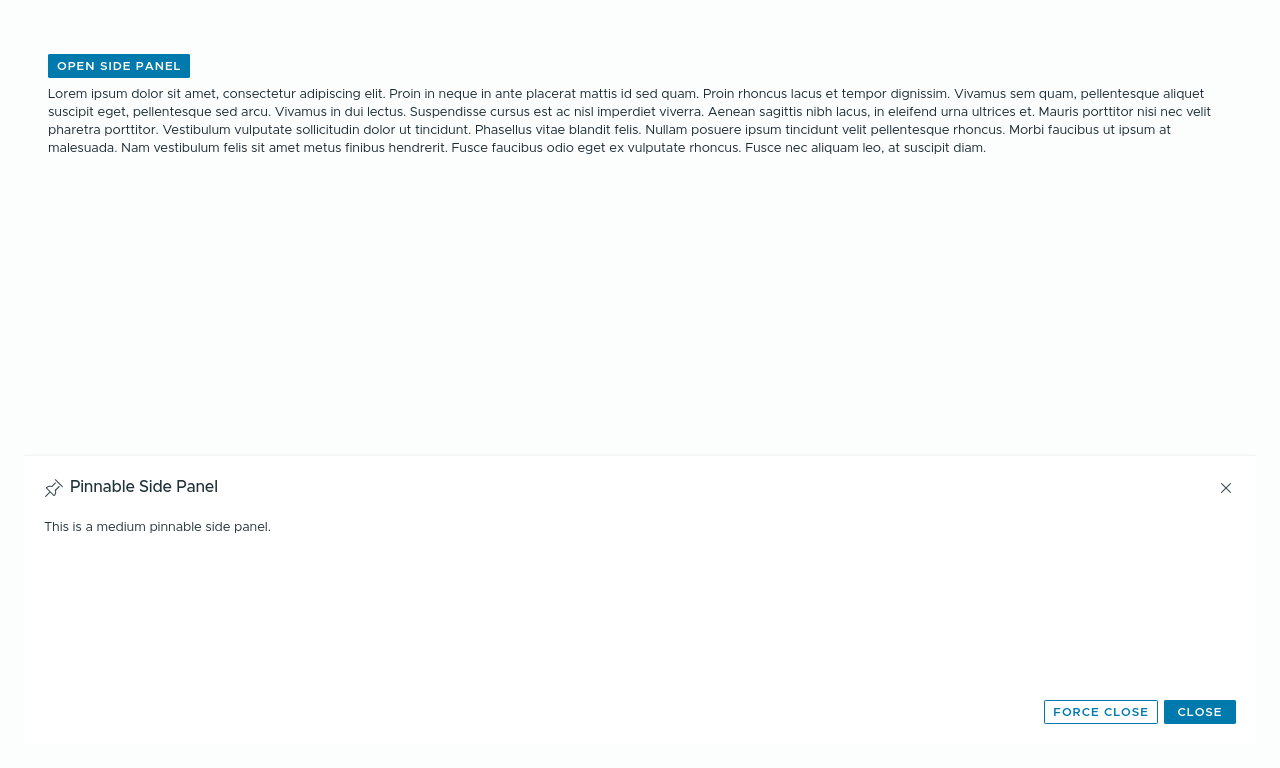 OPEN SIDE PANEL
Lorem ipsum dolor sit amet, consectetur adipiscing elit. Proin in neque in ante placerat mattis id sed quam. Proin rhoncus lacus et tempor dignissim. Vivamus sem quam, pellentesque aliquet
suscipit eget, pellentesque sed arcu. Vivamus in dui lectus. Suspendisse cursus est ac nisl imperdiet viverra. Aenean sagittis nibh lacus, in eleifend urna ultrices et. Mauris porttitor nisi nec velit
pharetra porttitor. Vestibulum vulputate sollicitudin dolor ut tincidunt. Phasellus vitae blandit felis. Nullam posuere ipsum tincidunt velit pellentesque rhoncus. Morbi faucibus ut ipsum at
malesuada. Nam vestibulum felis sit amet metus finibus hendrerit. Fusce faucibus odio eget ex vulputate rhoncus. Fusce nec aliquam leo, at suscipit diam.
Pinnable Side Panel
This is a medium pinnable side panel.
FORCE CLOSE
CLOSE